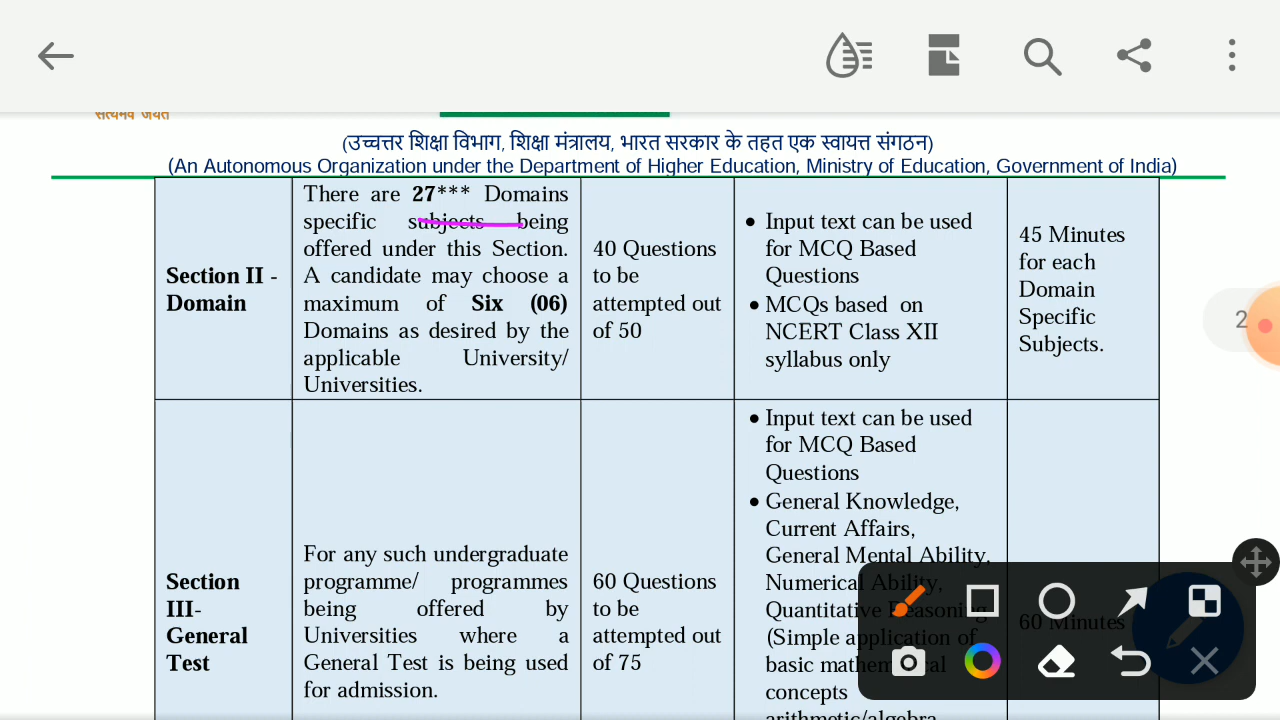 सत्यमेव जयते
(उच्चत्तर शिक्षा विभाग, शिक्षा मंत्रालय, भारत सरकार के तहत एक स्वायत्त संगठन)
(An Autonomous Organization under the Department of Higher Education, Ministry of Education, Government of India)
Section II -
Domain
There are 27*** Domains
specific subjects being
offered under this Section.
A candidate may choose a
maximum of Six (06)
Domains as desired by the
applicable University/
Universities.
40 Questions
to be
attempted out
of 50
• Input text can be used
for MCQ Based
Questions
• MCQs based on
NCERT Class XII
syllabus only
45 Minutes
for each
Domain
Specific
Subjects.
2
Section
III-
General
Test
For any such undergraduate
programme/ programmes
being offered by
Universities where a
General Test is being used
for admission.
60 Questions
to be
attempted out
of 75
• Input text can be used
for MCQ Based
Questions
• General Knowledge,
Current Affairs,
General Mental Ability,
Numerical Ability,
Quantitative Reasoning
(Simple application of
basic mathematical
concepts
arithmetic/algebra
60 Minutes